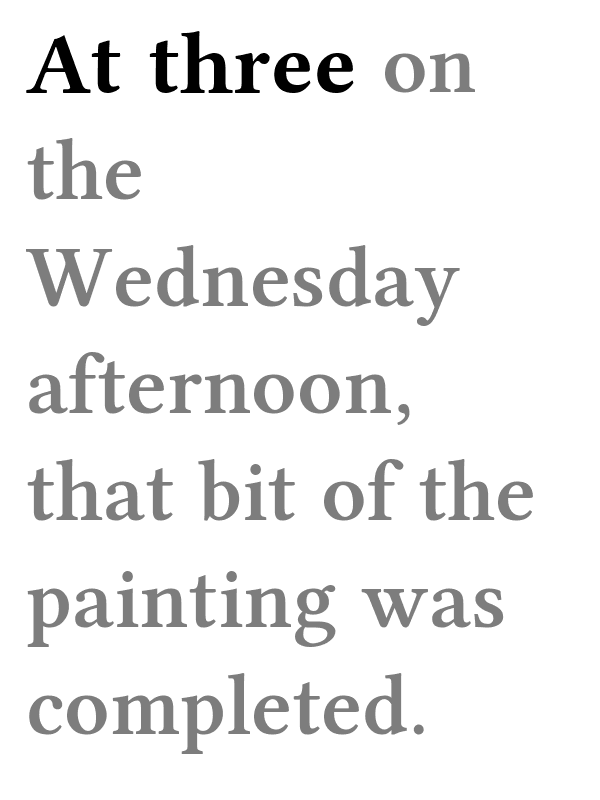 At three on
the
Wednesday
afternoon,
that bit of the
painting was
completed.